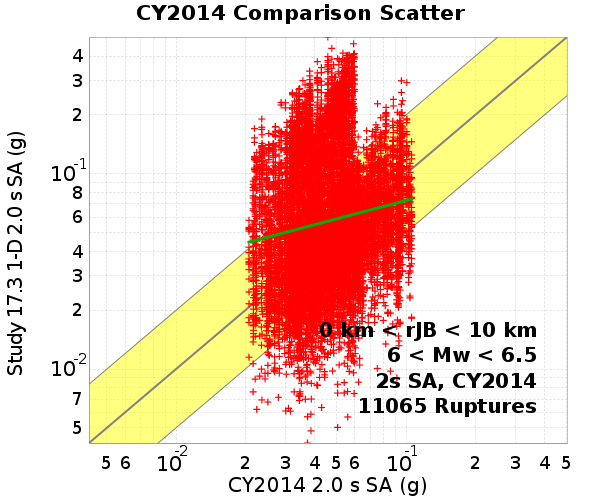 CY2014 Comparison Scatter
Study 17.3 1-D 2.0 s SA (g)
4
3
2
10-1
8
6
4
3
2
10-2
7
5
0 km < rJB < 10 km
6 < Mw < 6.5
2s SA, CY2014
11065 Ruptures
5 6 10-2 2 3 4 5 6 10-1 2 3 4 5
CY2014 2.0 s SA (g)